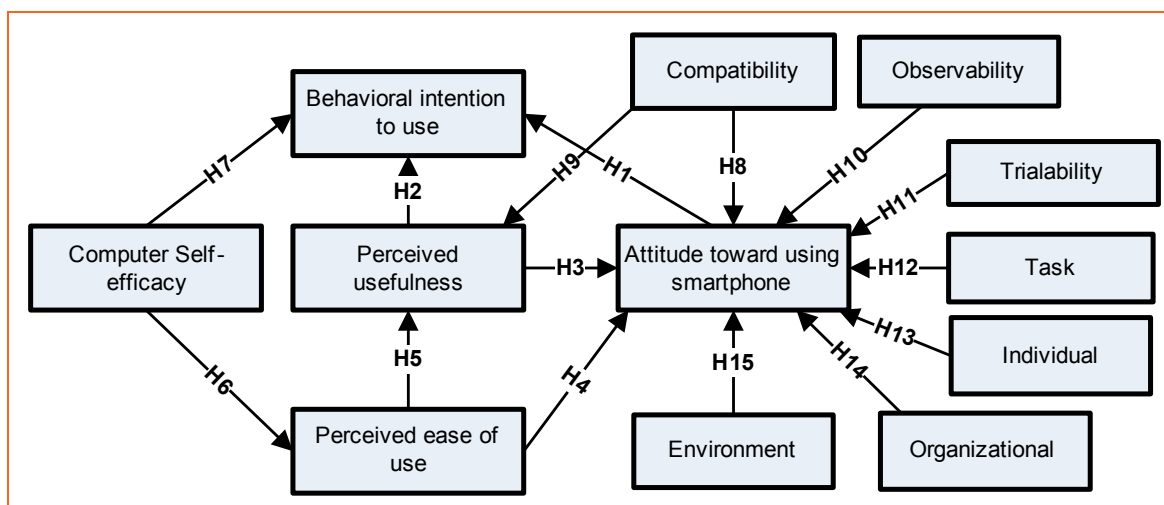 Compatibility
Observability
Behavioral intention
to use
H7
H2
H9
H1
H8
H10
Trialability
H11
Computer Self-
efficacy
Perceived
usefulness
H3
Attitude toward using
smartphone
H12
Task
H6
H5
H4
H15
H14
H13
Individual
Perceived ease of
use
Environment
Organizational